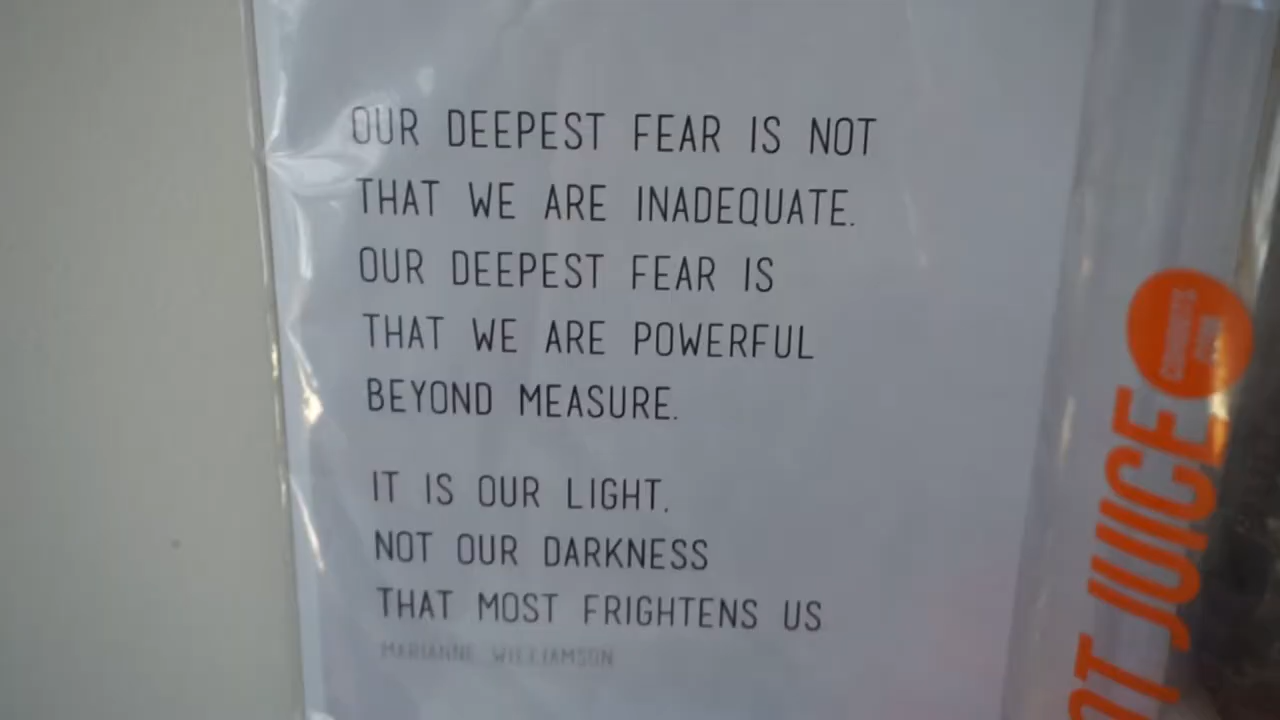 OUR DEEPEST FEAR IS NOT
THAT WE ARE INADEQUATE.
OUR DEEPEST FEAR IS
THAT WE ARE POWERFUL
BEYOND MEASURE.
IT IS OUR LIGHT,
NOT OUR DARKNESS
THAT MOST FRIGHTENS US
MARIANNE WILLIAMSON
JUICE